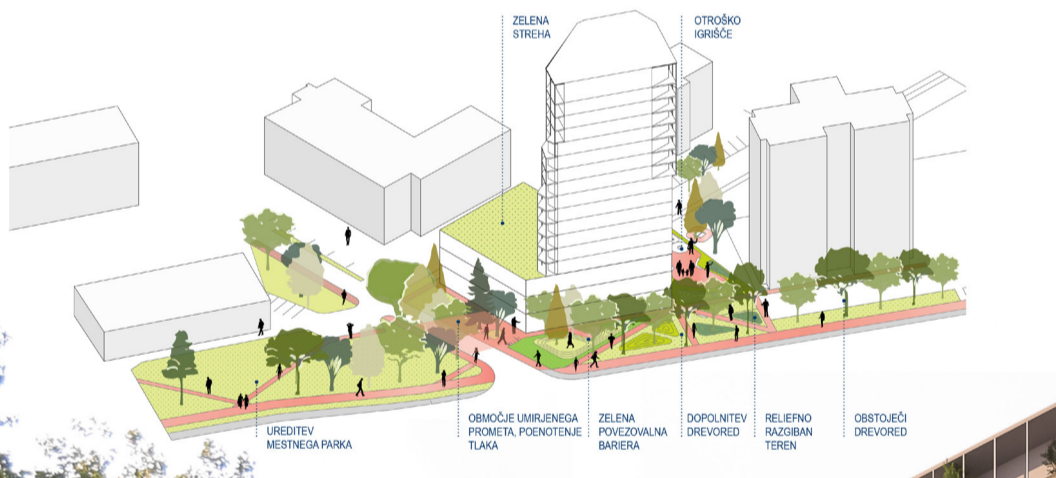 ZELENA
STREHA
OTROŠKO
IGRIŠČE
UREDITEV
MESTNEGA PARKA
OBMOČJE UMIRJENEGA
PROMETA, POENOTENJE
TLAKA
ZELENA
POVEZOVALNA
BARIERA
DOPOLNITEV
DREVORED
RELIEFNO
RAZGIBAN
TEREN
OBSTOJEČI
DREVORED